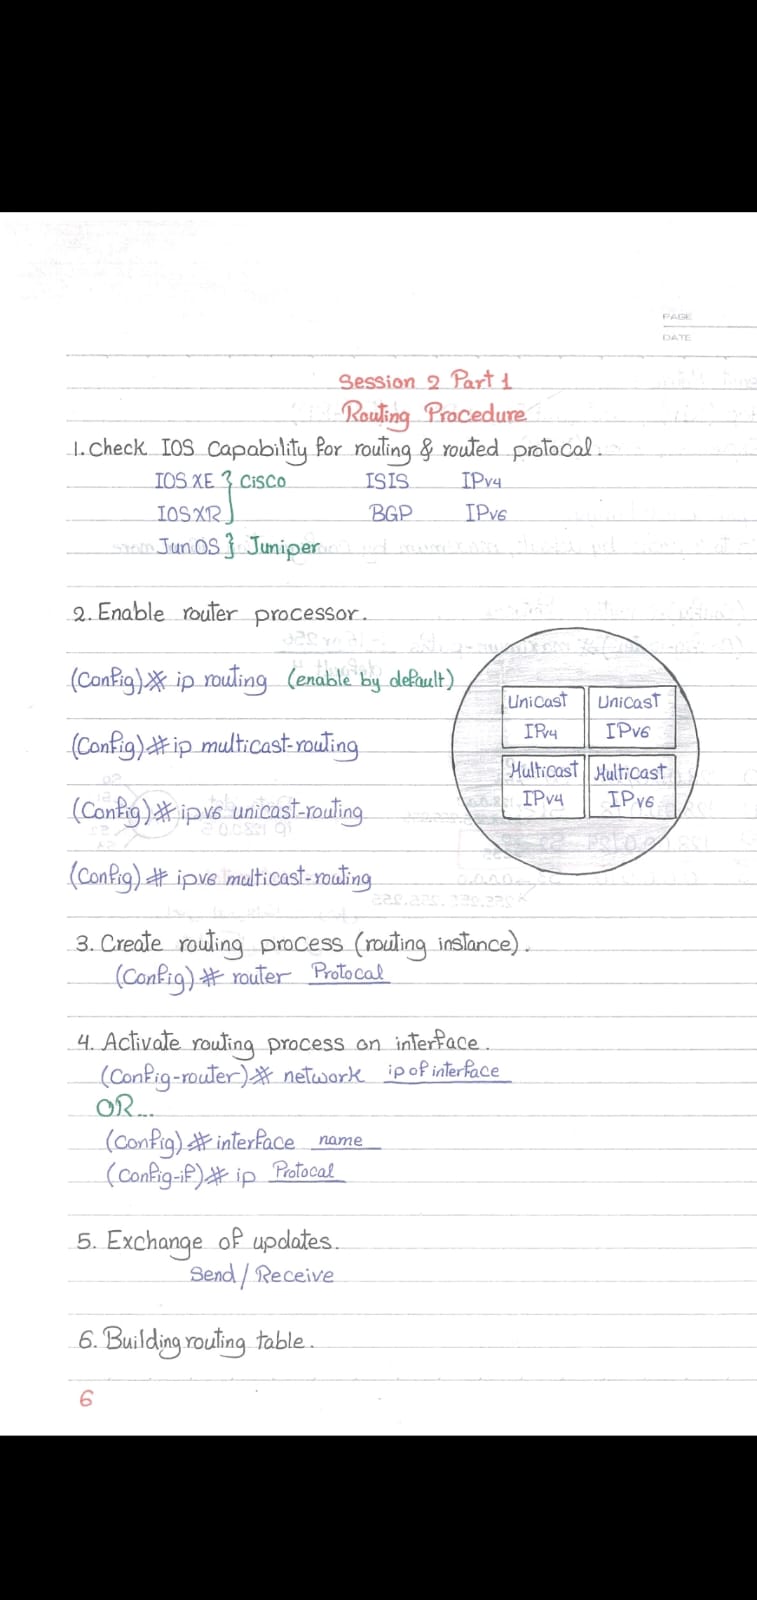 PAGE
DATE
Session 2 Part 1
Routing Procedure
1. Check IOS Capability for routing & routed protocal.
IOS XE } Cisco ISIS IPv4
IOS XR BGP IPv6
Jun OS } Juniper
2. Enable router processor.
(Config)# ip routing (enable by default)
(Config)# ip multicast-routing
(Config)# ipv6 unicast-routing
(Config)# ipv6 multicast-routing
Unicast IPv4
Unicast IPv6
Multicast IPv4
Multicast IPv6
3. Create routing process (routing instance).
(Config)# router Protocal
4. Activate routing process on interface.
(Config-router)# network ip of interface
OR...
(Config)# interface name
(Config-if)# ip Protocal
5. Exchange of updates.
Send / Receive
6. Building routing table.
6